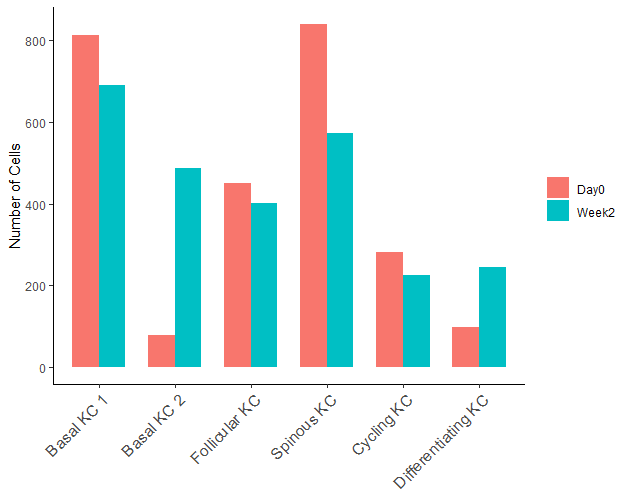 Number of Cells
800
600
400
200
0
Basal KC 1
Basal KC 2
Follicular KC
Spinous KC
Cycling KC
Differentiating KC
Day0
Week2